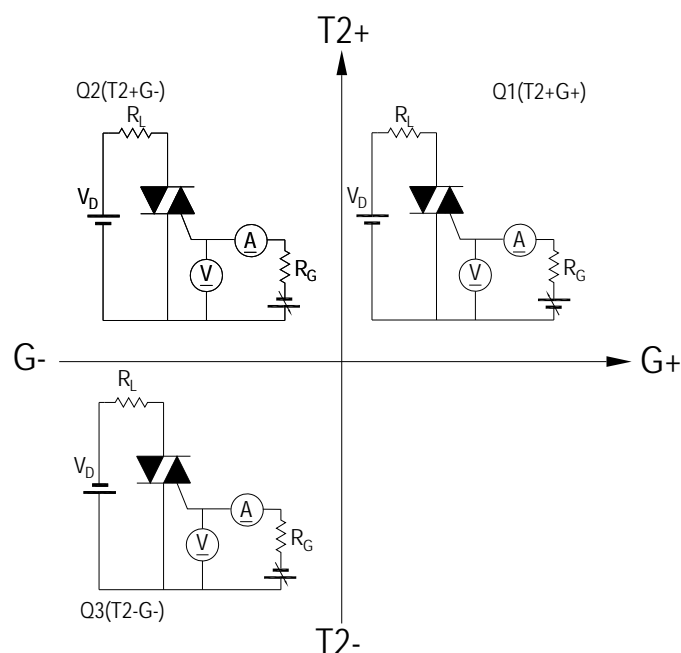 T2+
Q2(T2+G-)
Q1(T2+G+)
RL
RL
VD
VD
A
A
V
RG
V
RG
G-
G+
RL
VD
A
V
RG
Q3(T2-G-)
T2-